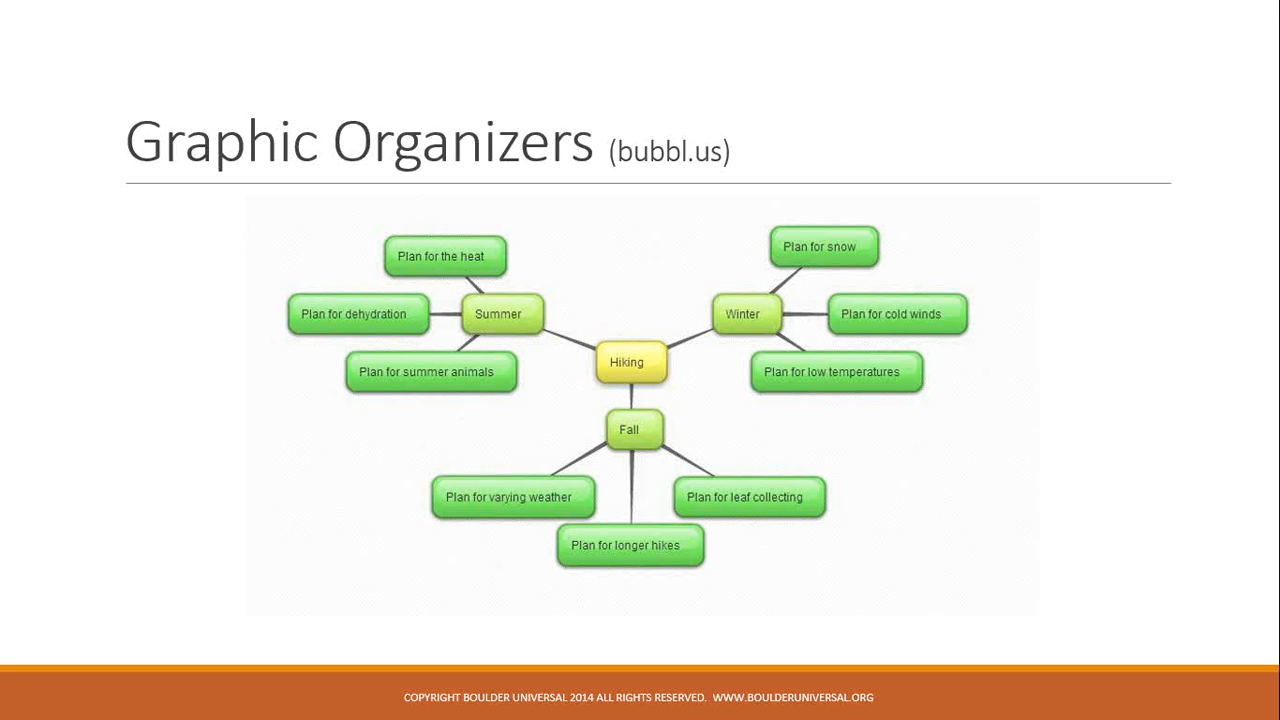 Graphic Organizers (bubbl.us)
Plan for the heat
Plan for dehydration
Summer
Plan for summer animals
Plan for snow
Winter
Plan for cold winds
Plan for low temperatures
Hiking
Fall
Plan for varying weather
Plan for leaf collecting
Plan for longer hikes
COPYRIGHT BOULDER UNIVERSAL 2014 ALL RIGHTS RESERVED. WWW.BOULDERUNIVERSAL.ORG